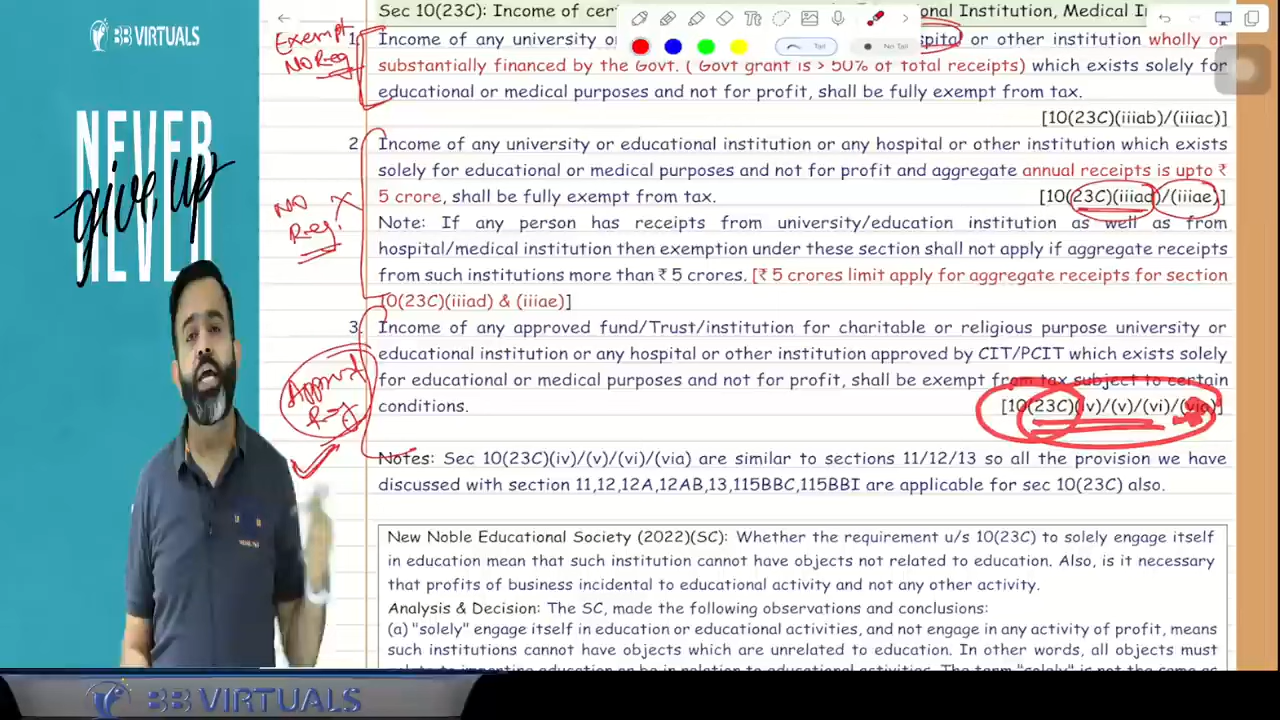 BB VIRTUALS
NEVER
give up
NEVER
Exempt
No Reg
No
Reg.
Approval
Reg
Sec 10(23C): Income of cer
ional Institution, Medical I
Tail
No Tail
1. Income of any university o
spital or other institution wholly or
substantially financed by the Govt. ( Govt grant is > 50% of total receipts) which exists solely for
educational or medical purposes and not for profit, shall be fully exempt from tax.
[10(23C)(iiiab)/(iiiac)]
2 Income of any university or educational institution or any hospital or other institution which exists
solely for educational or medical purposes and not for profit and aggregate annual receipts is upto ₹
5 crore, shall be fully exempt from tax. [10(23C)(iiiad)/(iiiae)]
Note: If any person has receipts from university/education institution as well as from
hospital/medical institution then exemption under these section shall not apply if aggregate receipts
from such institutions more than ₹ 5 crores. [₹ 5 crores limit apply for aggregate receipts for section
10(23C)(iiiad) & (iiiae)]
3. Income of any approved fund/Trust/institution for charitable or religious purpose university or
educational institution or any hospital or other institution approved by CIT/PCIT which exists solely
for educational or medical purposes and not for profit, shall be exempt from tax subject to certain
conditions. [10(23C)(iv)/(v)/(vi)/(via)]
Notes: Sec 10(23C)(iv)/(v)/(vi)/(via) are similar to sections 11/12/13 so all the provision we have
discussed with section 11,12,12A,12AB,13,115BBC,115BBI are applicable for sec 10(23C) also.
New Noble Educational Society (2022)(SC): Whether the requirement u/s 10(23C) to solely engage itself
in education mean that such institution cannot have objects not related to education. Also, is it necessary
that profits of business incidental to educational activity and not any other activity.
Analysis & Decision: The SC, made the following observations and conclusions:
(a) "solely" engage itself in education or educational activities, and not engage in any activity of profit, means
such institutions cannot have objects which are unrelated to education. In other words, all objects must
BB VIRTUALS